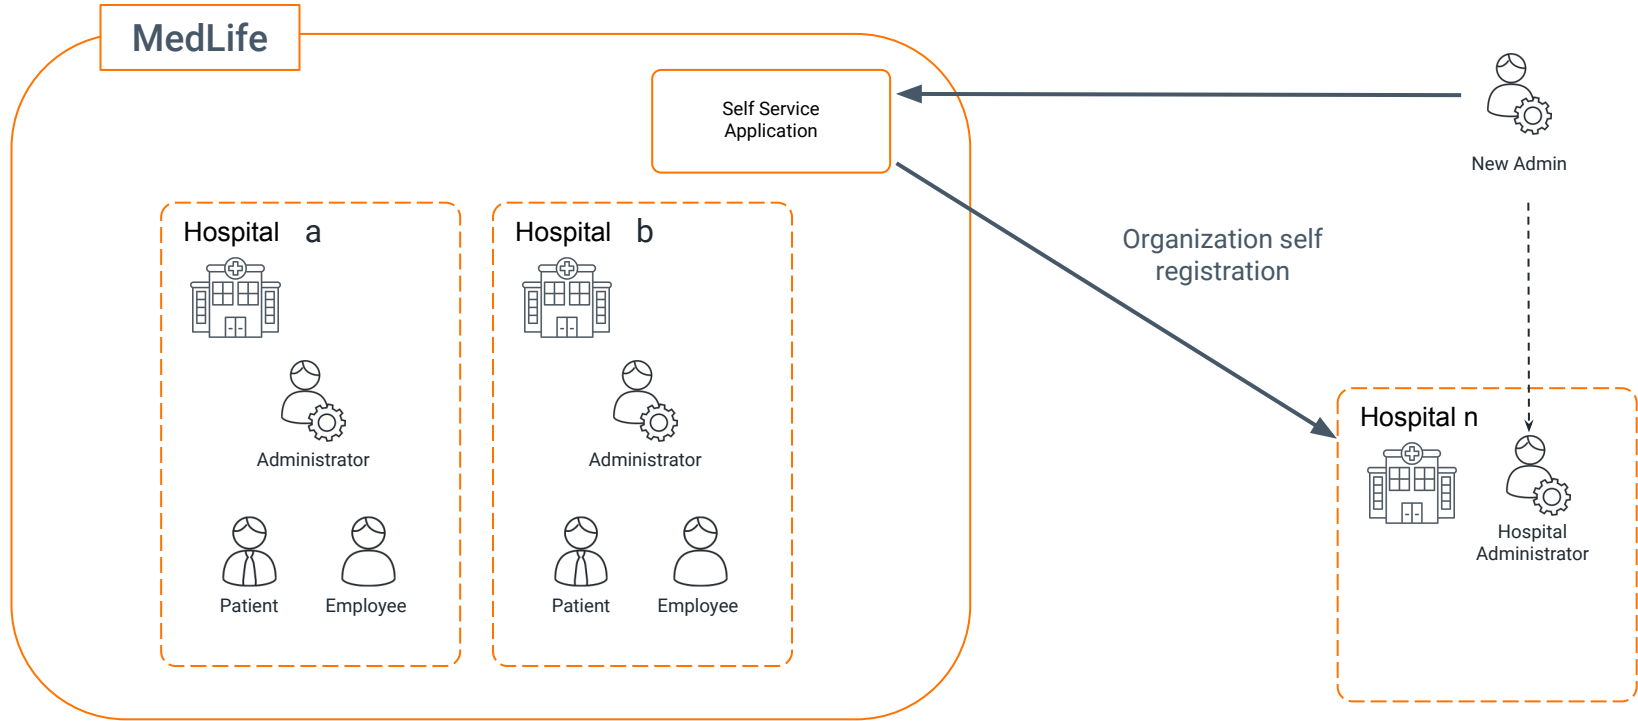 MedLife
Self Service
Application
New Admin
Organization self
registration
Hospital a
Administrator
Patient
Employee
Hospital b
Administrator
Patient
Employee
Hospital n
Hospital
Administrator